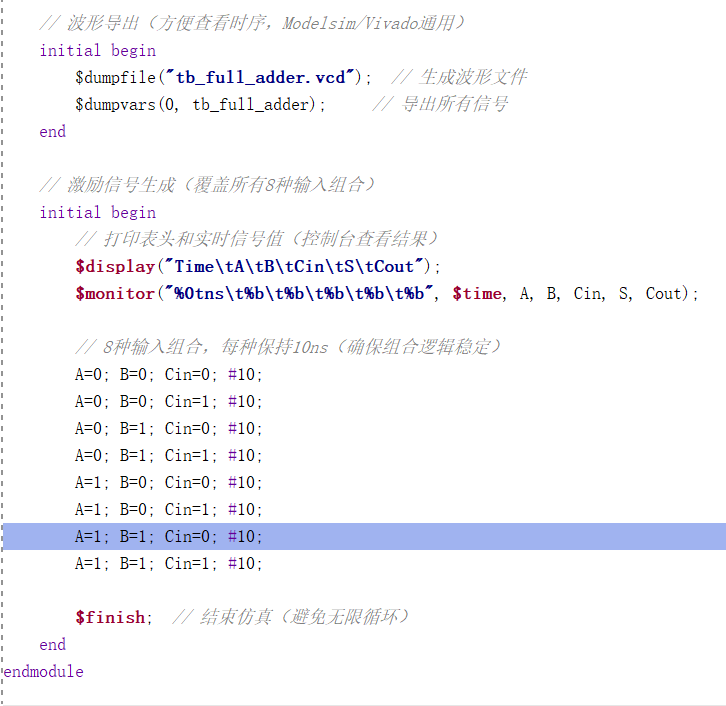 // 波形导出（方便查看时序，Modelsim/Vivado通用）
initial begin
$dumpfile("tb_full_adder.vcd"); // 生成波形文件
$dumpvars(0, tb_full_adder); // 导出所有信号
end
// 激励信号生成（覆盖所有8种输入组合）
initial begin
// 打印表头和实时信号值（控制台查看结果）
$display("Time\tA\tB\tCin\tS\tCout");
$monitor("%0tns\t%b\t%b\t%b\t%b\t%b", $time, A, B, Cin, S, Cout);
// 8种输入组合，每种保持10ns（确保组合逻辑稳定）
A=0; B=0; Cin=0; #10;
A=0; B=0; Cin=1; #10;
A=0; B=1; Cin=0; #10;
A=0; B=1; Cin=1; #10;
A=1; B=0; Cin=0; #10;
A=1; B=0; Cin=1; #10;
A=1; B=1; Cin=0; #10;
A=1; B=1; Cin=1; #10;
$finish; // 结束仿真（避免无限循环）
end
endmodule